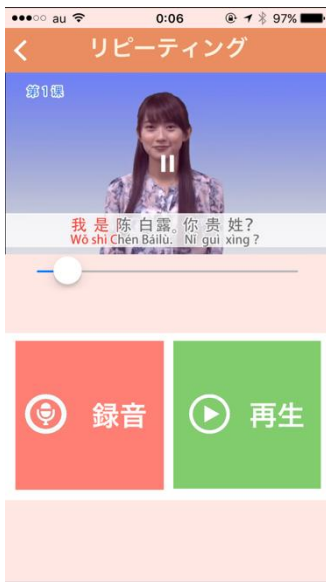 au 0:06 97%
リピーティング
第1课
我是陈白露。你贵姓?
Wǒ shì Chén Báilù. Nǐ guì xìng ?
録音
再生